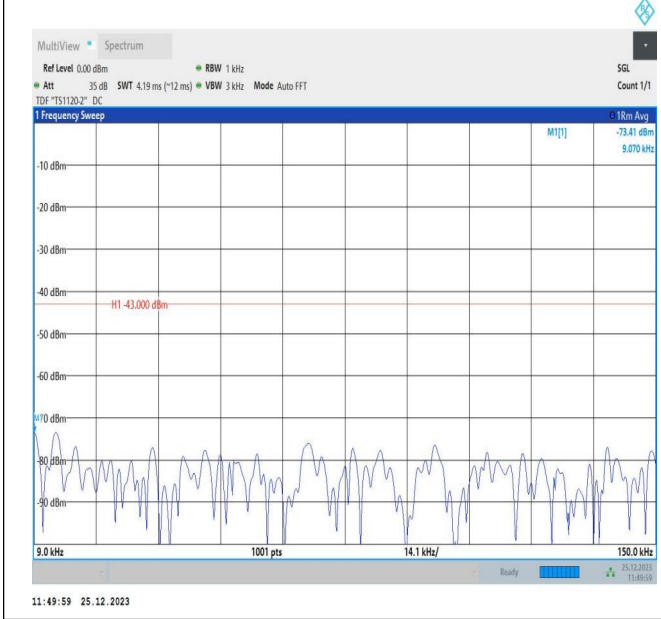 R&S
MultiView Spectrum
Ref Level 0.00 dBm RBW 1 kHz SGL
Att 35 dB SWT 4.19 ms (~12 ms) VBW 3 kHz Mode Auto FFT Count 1/1
TDF "TS1120-2" DC
1 Frequency Sweep 1Rm Avg
M1[1] -73.41 dBm
9.070 kHz
-10 dBm
-20 dBm
-30 dBm
-40 dBm
H1 -43.000 dBm
-50 dBm
-60 dBm
M1
-70 dBm
-80 dBm
-90 dBm
9.0 kHz 1001 pts 14.1 kHz/ 150.0 kHz
Ready 25.12.2023
11:49:59
11:49:59 25.12.2023